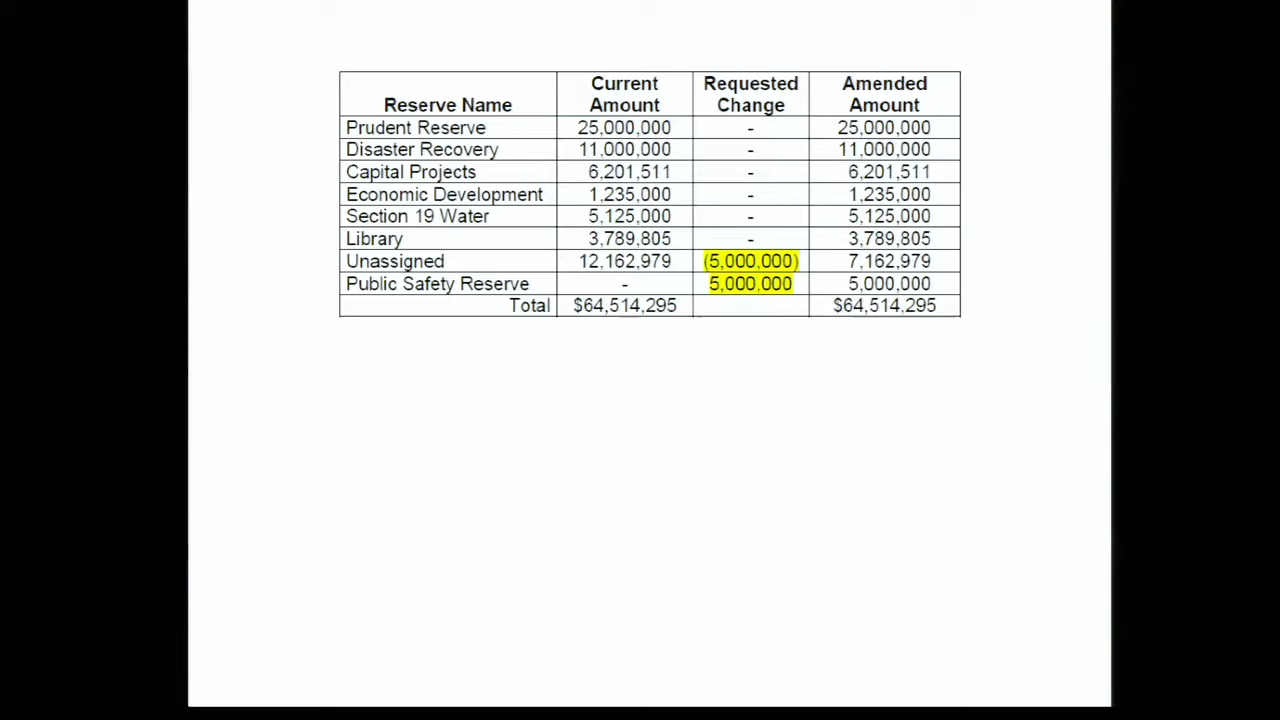 Reserve Name Current Amount Requested Change Amended Amount
Prudent Reserve 25,000,000 - 25,000,000
Disaster Recovery 11,000,000 - 11,000,000
Capital Projects 6,201,511 - 6,201,511
Economic Development 1,235,000 - 1,235,000
Section 19 Water 5,125,000 - 5,125,000
Library 3,789,805 - 3,789,805
Unassigned 12,162,979 (5,000,000) 7,162,979
Public Safety Reserve - 5,000,000 5,000,000
Total $64,514,295 $64,514,295